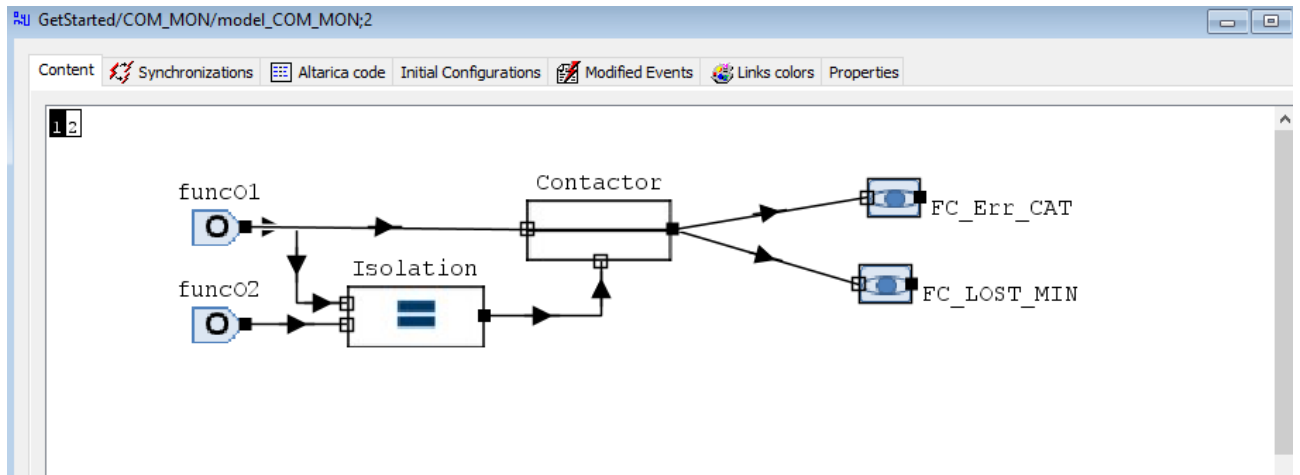 GetStarted/COM_MON/model_COM_MON;2
Content Synchronizations Altarica code Initial Configurations Modified Events Links colors Properties
1 2
funcO1
Contactor
FC_Err_CAT
Isolation
funcO2
FC_LOST_MIN